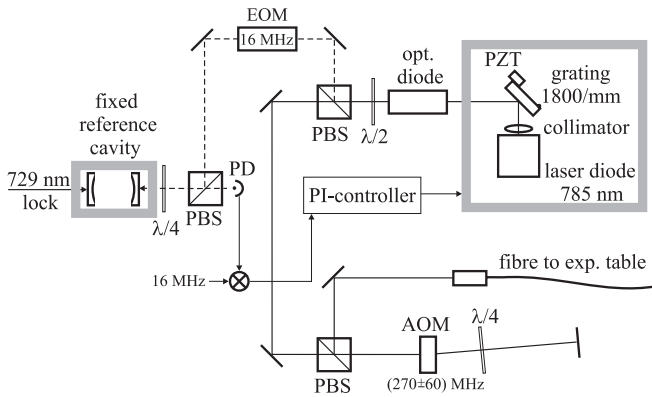 EOM
16 MHz
opt.
diode
PZT
grating
1800/mm
collimator
laser diode
785 nm
fixed
reference
cavity
PBS
λ/2
729 nm
lock
λ/4
PBS
PD
PI-controller
16 MHz
fibre to exp. table
AOM
λ/4
PBS
(270±60) MHz